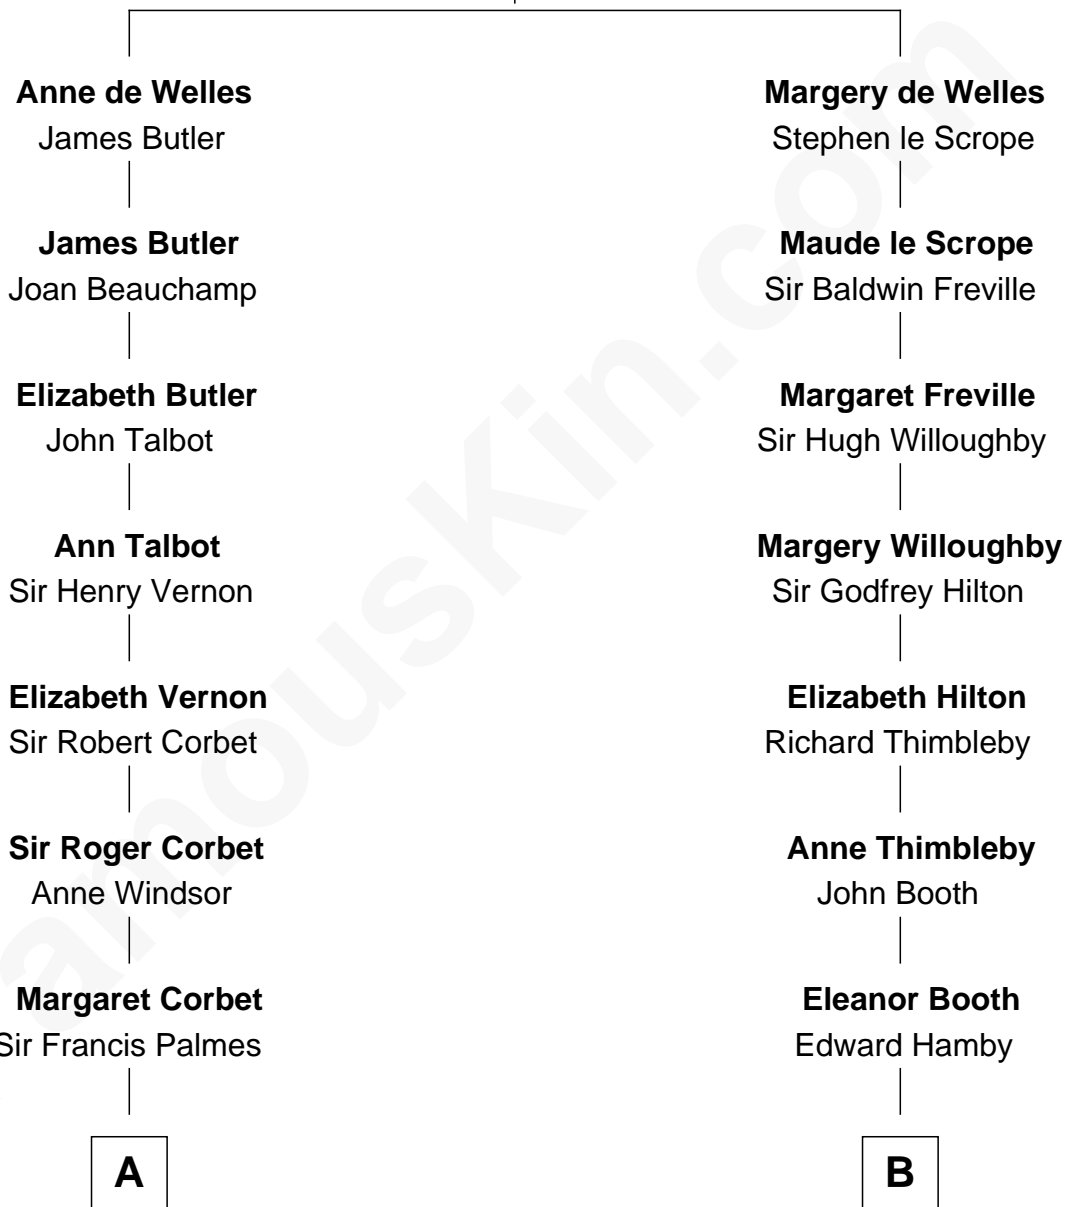 Anne de Welles
James Butler
James Butler
Joan Beauchamp
Elizabeth Butler
John Talbot
Ann Talbot
Sir Henry Vernon
Elizabeth Vernon
Sir Robert Corbet
Sir Roger Corbet
Anne Windsor
Margaret Corbet
Sir Francis Palmes
A
Margery de Welles
Stephen le Scrope
Maude le Scrope
Sir Baldwin Freville
Margaret Freville
Sir Hugh Willoughby
Margery Willoughby
Sir Godfrey Hilton
Elizabeth Hilton
Richard Thimbleby
Anne Thimbleby
John Booth
Eleanor Booth
Edward Hamby
B
amouskin.com